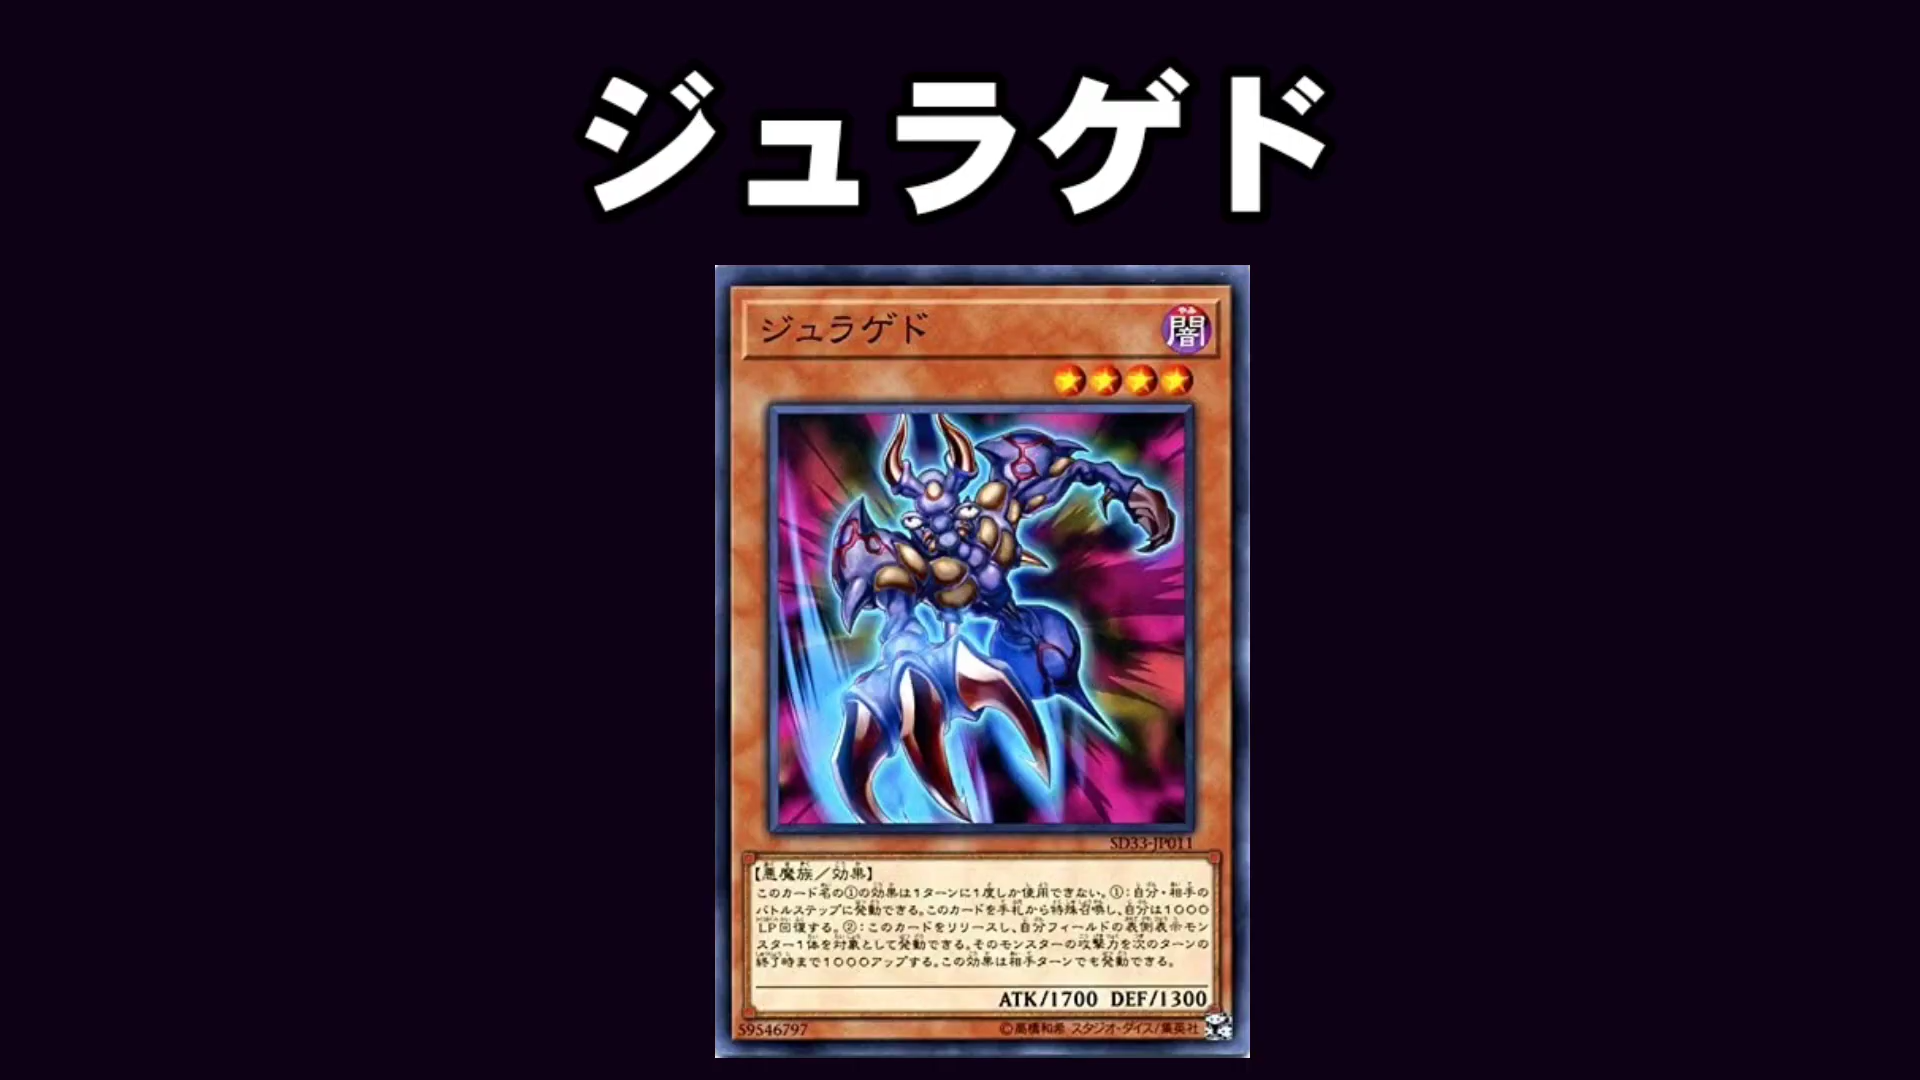 ジュラゲド
ジュラゲド
闇
SD33-JP011
【悪魔族／効果】
このカード名の①の効果は1ターンに1度しか使用できない。①：自分・相手の
バトルステップに発動できる。このカードを手札から特殊召喚し、自分は1000
LP回復する。②：このカードをリリースし、自分フィールドの表側表示モン
スター1体を対象として発動できる。そのモンスターの攻撃力を次のターンの
終了時まで1000アップする。この効果は相手ターンでも発動できる。
ATK/1700 DEF/1300
59546797
©高橋和希 スタジオ・ダイス/集英社